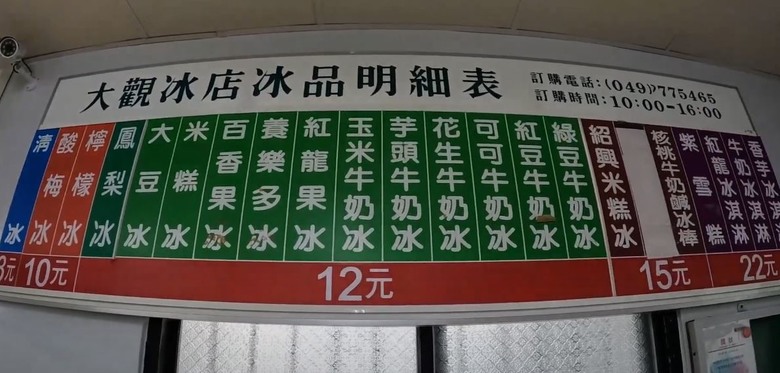 大觀冰店冰品明細表
訂購電話:(049)2775465
訂購時間:10:00-16:00
清冰
酸梅冰
檸檬冰
鳳梨冰
大豆冰
米糕冰
百香果冰
養樂多冰
紅龍果冰
玉米牛奶冰
芋頭牛奶冰
花生牛奶冰
可可牛奶冰
紅豆牛奶冰
綠豆牛奶冰
紹興米糕冰
核桃牛奶鹹冰棒
紫雪糕
紅龍冰淇淋
牛奶冰淇淋
香芋冰
元
10元
12元
15元
22元